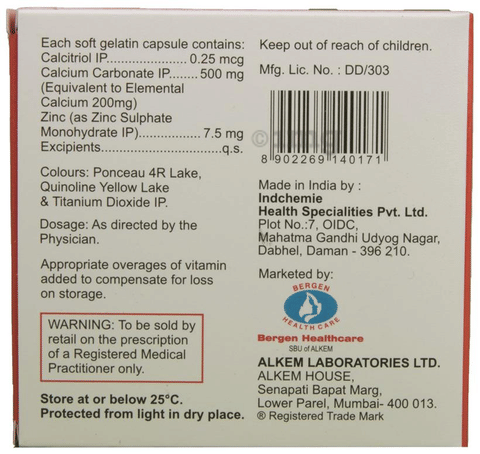 Each soft gelatin capsule contains:
Calcitriol IP.....................0.25 mcg
Calcium Carbonate IP........500 mg
(Equivalent to Elemental
Calcium 200mg)
Zinc (as Zinc Sulphate
Monohydrate IP)................7.5 mg
Excipients.............................q.s.
Colours: Ponceau 4R Lake,
Quinoline Yellow Lake
& Titanium Dioxide IP.
Dosage: As directed by the
Physician.
Appropriate overages of vitamin
added to compensate for loss
on storage.
WARNING: To be sold by
retail on the prescription
of a Registered Medical
Practitioner only.
Store at or below 25°C.
Protected from light in dry place.
Keep out of reach of children.
Mfg. Lic. No. : DD/303
8 902269 140171
Made in India by :
Indchemie
Health Specialities Pvt. Ltd.
Plot No.:7, OIDC,
Mahatma Gandhi Udyog Nagar,
Dabhel, Daman - 396 210.
Marketed by:
BERGEN
HEALTH CARE
Bergen Healthcare
SBU of ALKEM
ALKEM LABORATORIES LTD.
ALKEM HOUSE,
Senapati Bapat Marg,
Lower Parel, Mumbai- 400 013.
® Registered Trade Mark